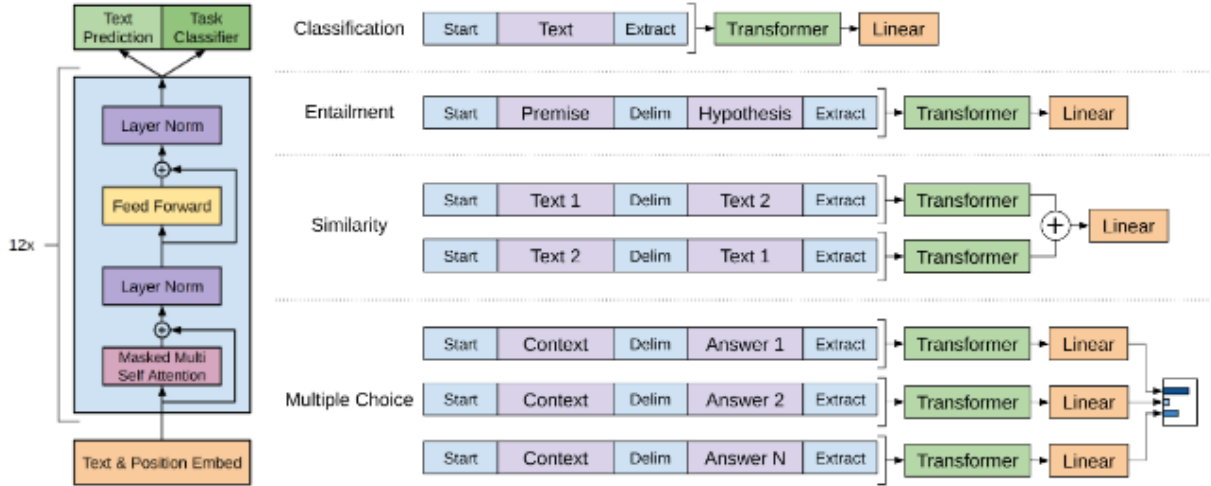 Text
Prediction
Task
Classifier
Layer Norm
Feed Forward
12x
Layer Norm
Masked Multi
Self Attention
Text & Position Embed
Classification
Start Text Extract Transformer Linear
Entailment
Start Premise Delim Hypothesis Extract Transformer Linear
Similarity
Start Text 1 Delim Text 2 Extract Transformer
Linear
Start Text 2 Delim Text 1 Extract Transformer
Multiple Choice
Start Context Delim Answer 1 Extract Transformer Linear
Start Context Delim Answer 2 Extract Transformer Linear
Start Context Delim Answer N Extract Transformer Linear